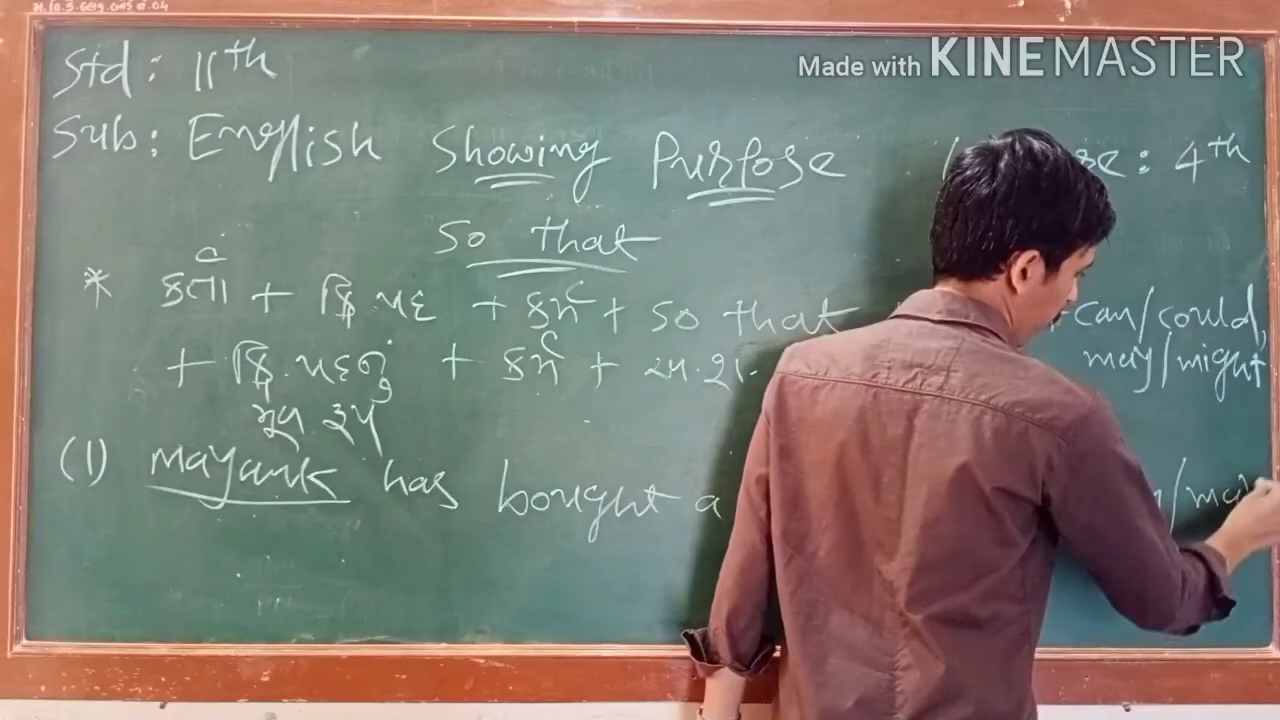 Made with KINEMASTER
Std: 11th
Sub: English Showing Purpose : 4th
So that
* કર્તા + ક્રિ.પદ + કર્મ + so that can/could,
may/might
+ ક્રિ.પદનું + કર્મ + અ.શ.
મૂળ રૂપ
(1) Mayank has bought a